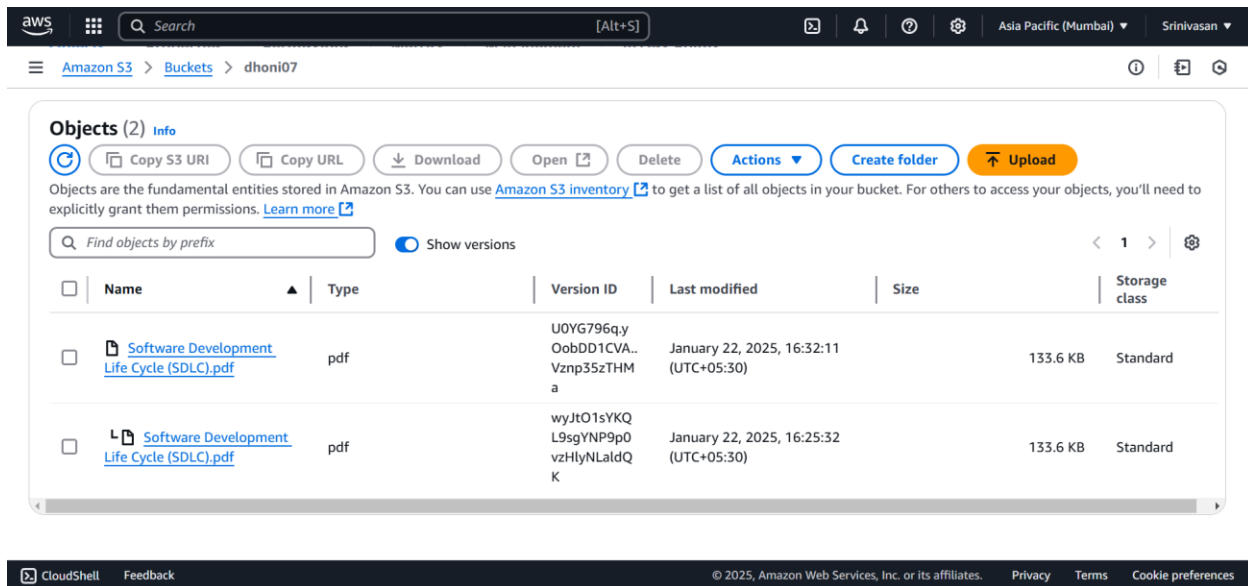 aws Search [Alt+S] Asia Pacific (Mumbai) ▼ Srinivasan ▼
Amazon S3 > Buckets > dhoni07
Objects (2) Info
Copy S3 URI Copy URL Download Open Delete Actions ▼ Create folder Upload
Objects are the fundamental entities stored in Amazon S3. You can use Amazon S3 inventory to get a list of all objects in your bucket. For others to access your objects, you'll need to
explicitly grant them permissions. Learn more
Find objects by prefix Show versions < 1 >
Name ▲ Type Version ID Last modified Size Storage
class
U0YG796q.y
Software Development
Life Cycle (SDLC).pdf
pdf
OobDD1CVA..
Vznp35zTHM
a
January 22, 2025, 16:32:11
(UTC+05:30)
133.6 KB Standard
wyJtO1sYKQ
Software Development
Life Cycle (SDLC).pdf
pdf
L9sgYNP9p0
vzHlyNLaldQ
K
January 22, 2025, 16:25:32
(UTC+05:30)
133.6 KB Standard
CloudShell Feedback © 2025, Amazon Web Services, Inc. or its affiliates. Privacy Terms Cookie preferences